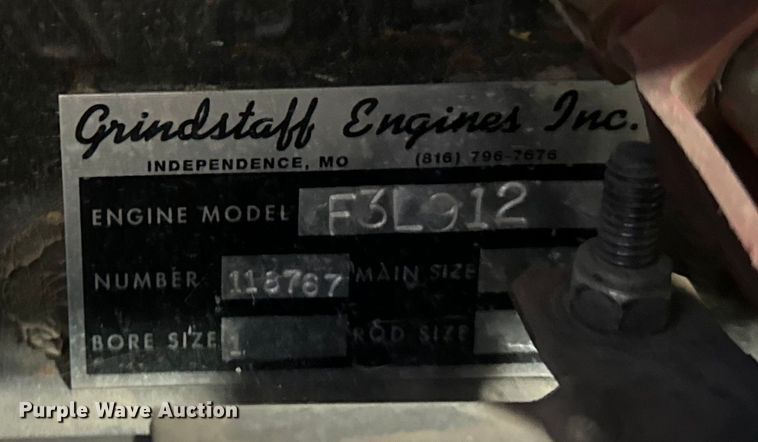 Grindstaff Engines Inc.
INDEPENDENCE, MO (816) 796-7676
ENGINE MODEL F3L912
NUMBER 118767 MAIN SIZE
BORE SIZE 1 ROD SIZE
Purple Wave Auction